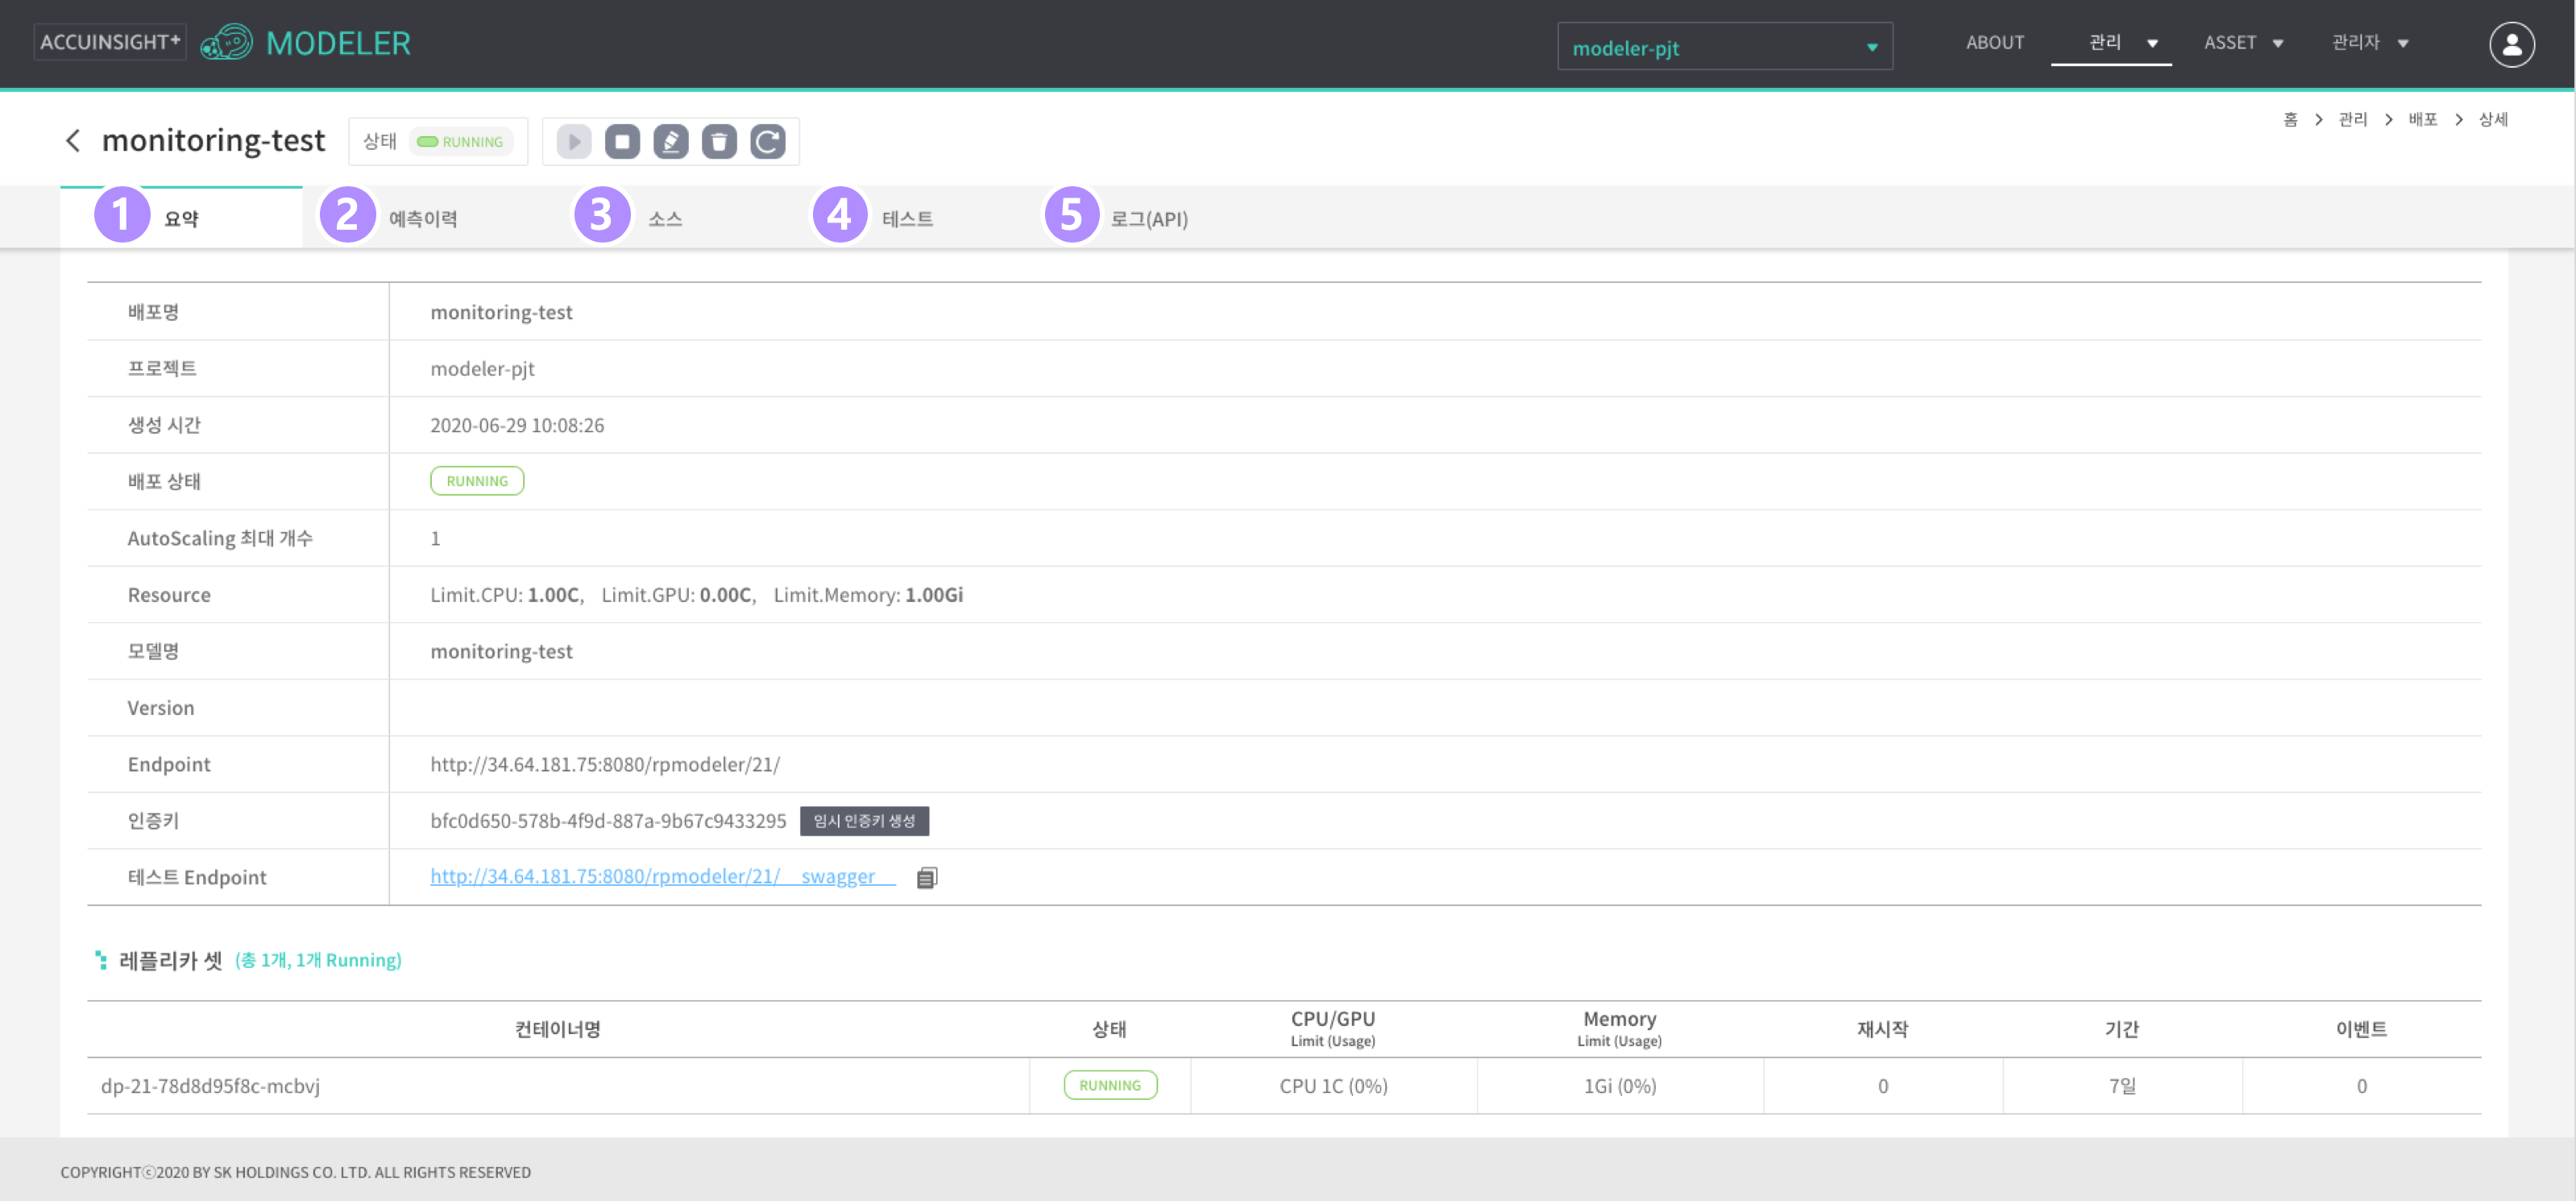 ACCUINSIGHT+ MODELER modeler-pjt ABOUT 관리 ASSET 관리자
홈 > 관리 > 배포 > 상세
monitoring-test 상태 RUNNING
1 요약 2 예측이력 3 소스 4 테스트 5 로그(API)
배포명 monitoring-test
프로젝트 modeler-pjt
생성 시간 2020-06-29 10:08:26
배포 상태 RUNNING
AutoScaling 최대 개수 1
Resource Limit.CPU: 1.00C, Limit.GPU: 0.00C, Limit.Memory: 1.00Gi
모델명 monitoring-test
Version
Endpoint http://34.64.181.75:8080/rpmodeler/21/
인증키 bfc0d650-578b-4f9d-887a-9b67c9433295 임시 인증키 생성
테스트 Endpoint http://34.64.181.75:8080/rpmodeler/21/__swagger__
레플리카 셋 (총 1개, 1개 Running)
컨테이너명 상태 CPU/GPU Limit (Usage) Memory Limit (Usage) 재시작 기간 이벤트
dp-21-78d8d95f8c-mcbvj RUNNING CPU 1C (0%) 1Gi (0%) 0 7일 0
COPYRIGHTⓒ2020 BY SK HOLDINGS CO. LTD. ALL RIGHTS RESERVED